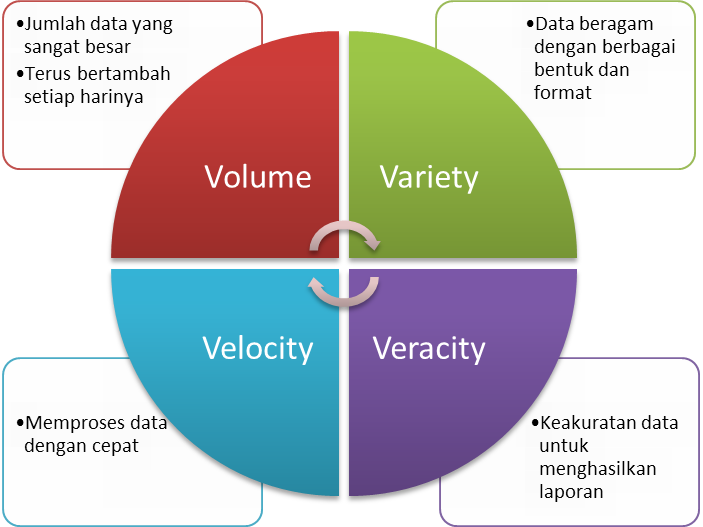 •Jumlah data yang
sangat besar
•Terus bertambah
setiap harinya
•Data beragam
dengan berbagai
bentuk dan
format
Volume
Variety
Velocity
Veracity
•Memproses data
dengan cepat
•Keakuratan data
untuk
menghasilkan
laporan